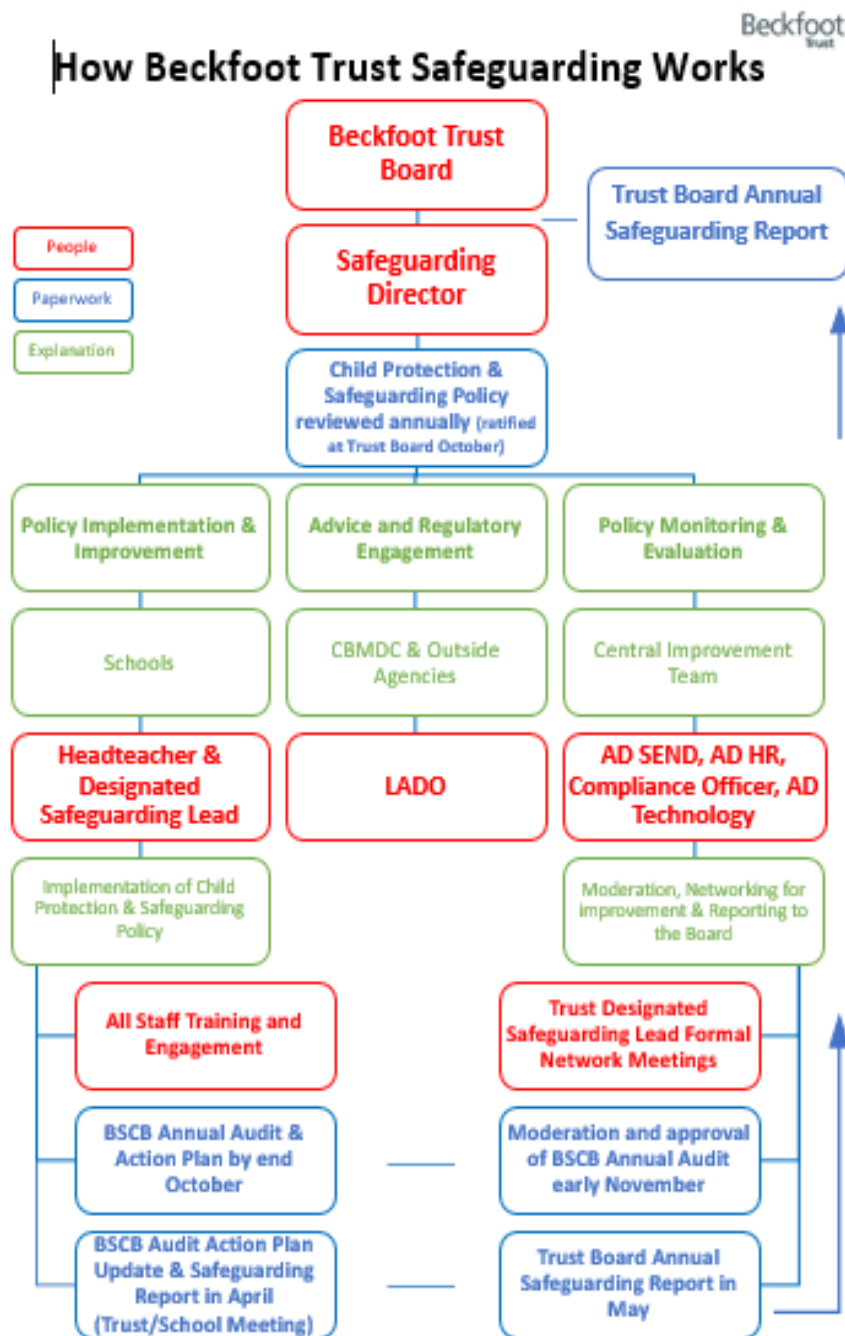 Beckfoot
Trust
How Beckfoot Trust Safeguarding Works
Beckfoot Trust
Board
Trust Board Annual
Safeguarding Report
People
Paperwork
Explanation
Safeguarding
Director
Child Protection &
Safeguarding Policy
reviewed annually (ratified
at Trust Board October)
Policy Implementation &
Improvement
Advice and Regulatory
Engagement
Policy Monitoring &
Evaluation
Schools
CBMDC & Outside
Agencies
Central Improvement
Team
Headteacher &
Designated
Safeguarding Lead
LADO
AD SEND, AD HR,
Compliance Officer, AD
Technology
Implementation of Child
Protection & Safeguarding
Policy
Moderation, Networking for
improvement & Reporting to
the Board
All Staff Training and
Engagement
Trust Designated
Safeguarding Lead Formal
Network Meetings
BSCB Annual Audit &
Action Plan by end
October
Moderation and approval
of BSCB Annual Audit
early November
BSCB Audit Action Plan
Update & Safeguarding
Report in April
(Trust/School Meeting)
Trust Board Annual
Safeguarding Report in
May